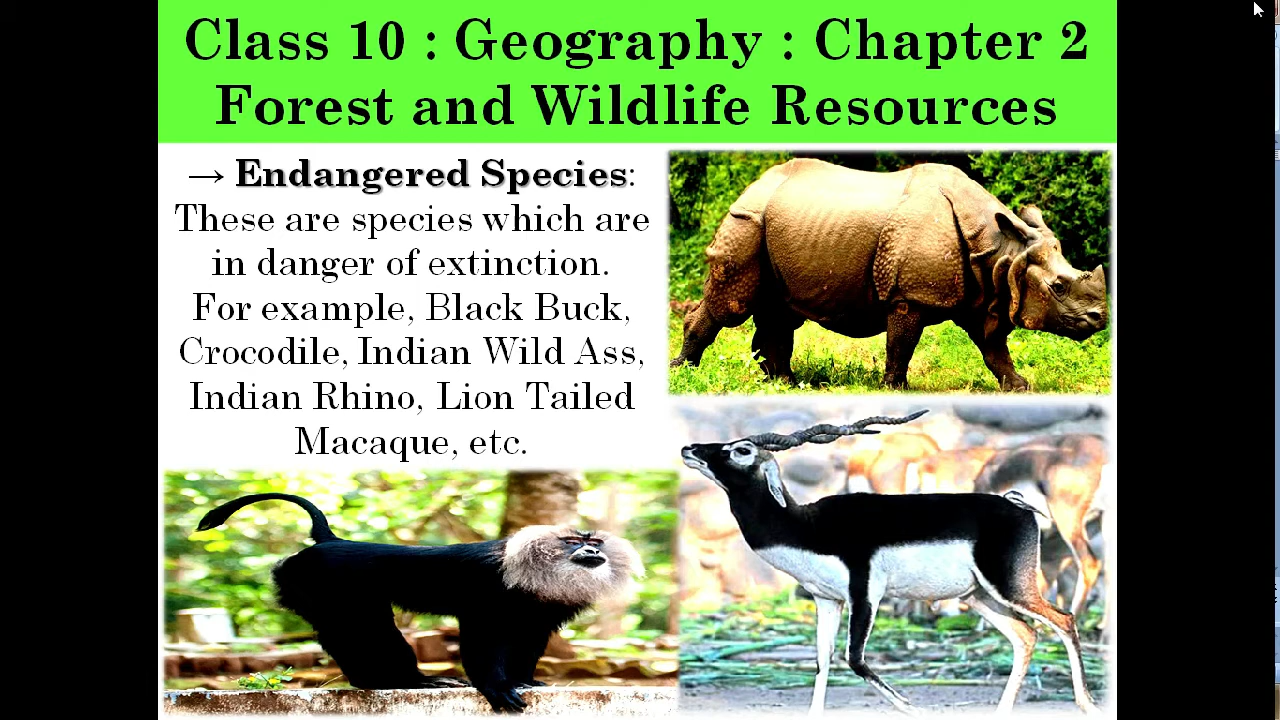 Class 10 : Geography : Chapter 2
Forest and Wildlife Resources
→ Endangered Species:
These are species which are
in danger of extinction.
For example, Black Buck,
Crocodile, Indian Wild Ass,
Indian Rhino, Lion Tailed
Macaque, etc.